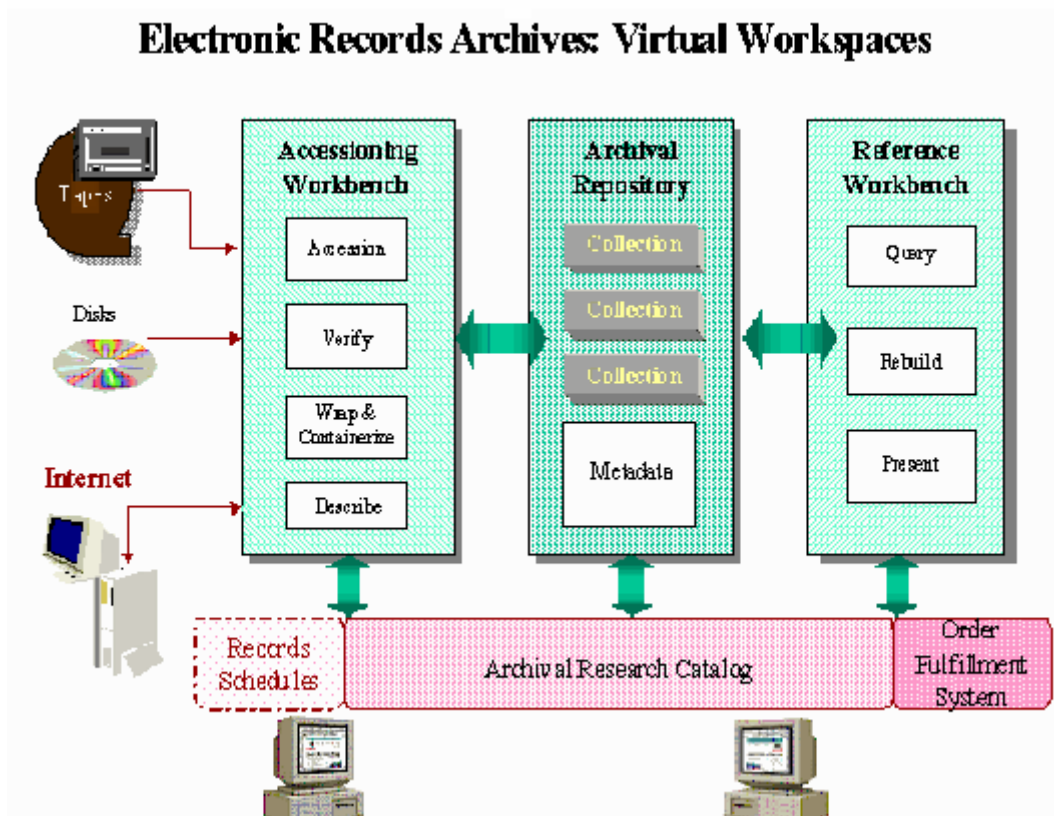 Electronic Records Archives: Virtual Workspaces
Tapes
Disks
Internet
Accessioning
Workbench
Accession
Verify
Wrap &
Containerize
Describe
Archival
Repository
Collection
Collection
Collection
Metadata
Reference
Workbench
Query
Rebuild
Present
Records
Schedules
Archival Research Catalog
Order
Fulfillment
System